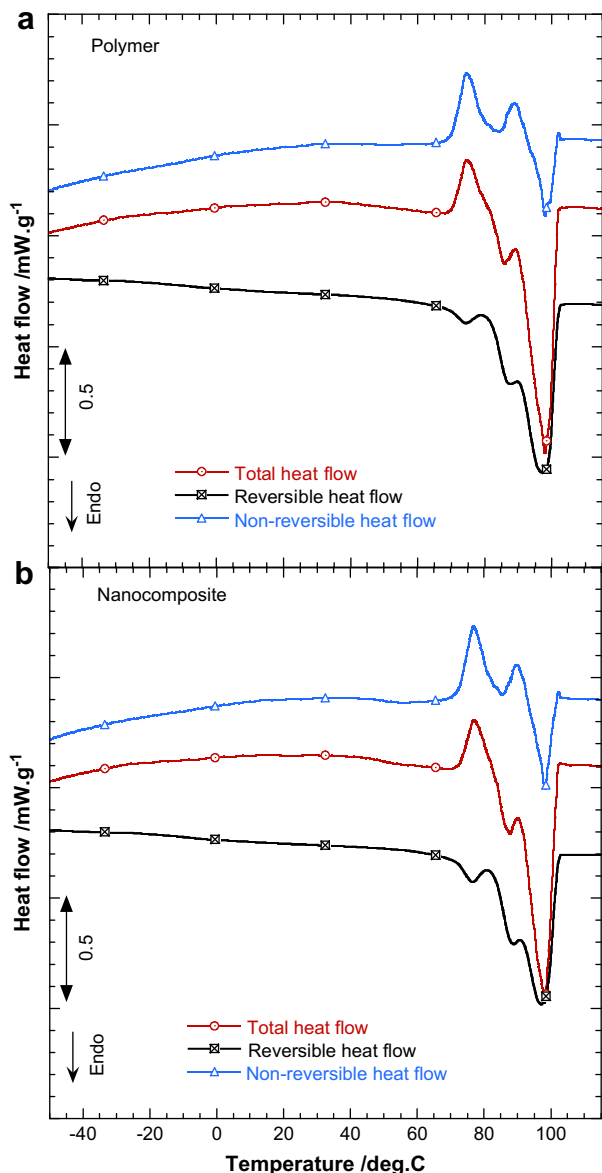 a
Polymer
Heat flow /mW.g-1
0.5
Endo
Total heat flow
Reversible heat flow
Non-reversible heat flow
b
Nanocomposite
Heat flow /mW.g-1
0.5
Endo
Total heat flow
Reversible heat flow
Non-reversible heat flow
-40 -20 0 20 40 60 80 100
Temperature /deg.C